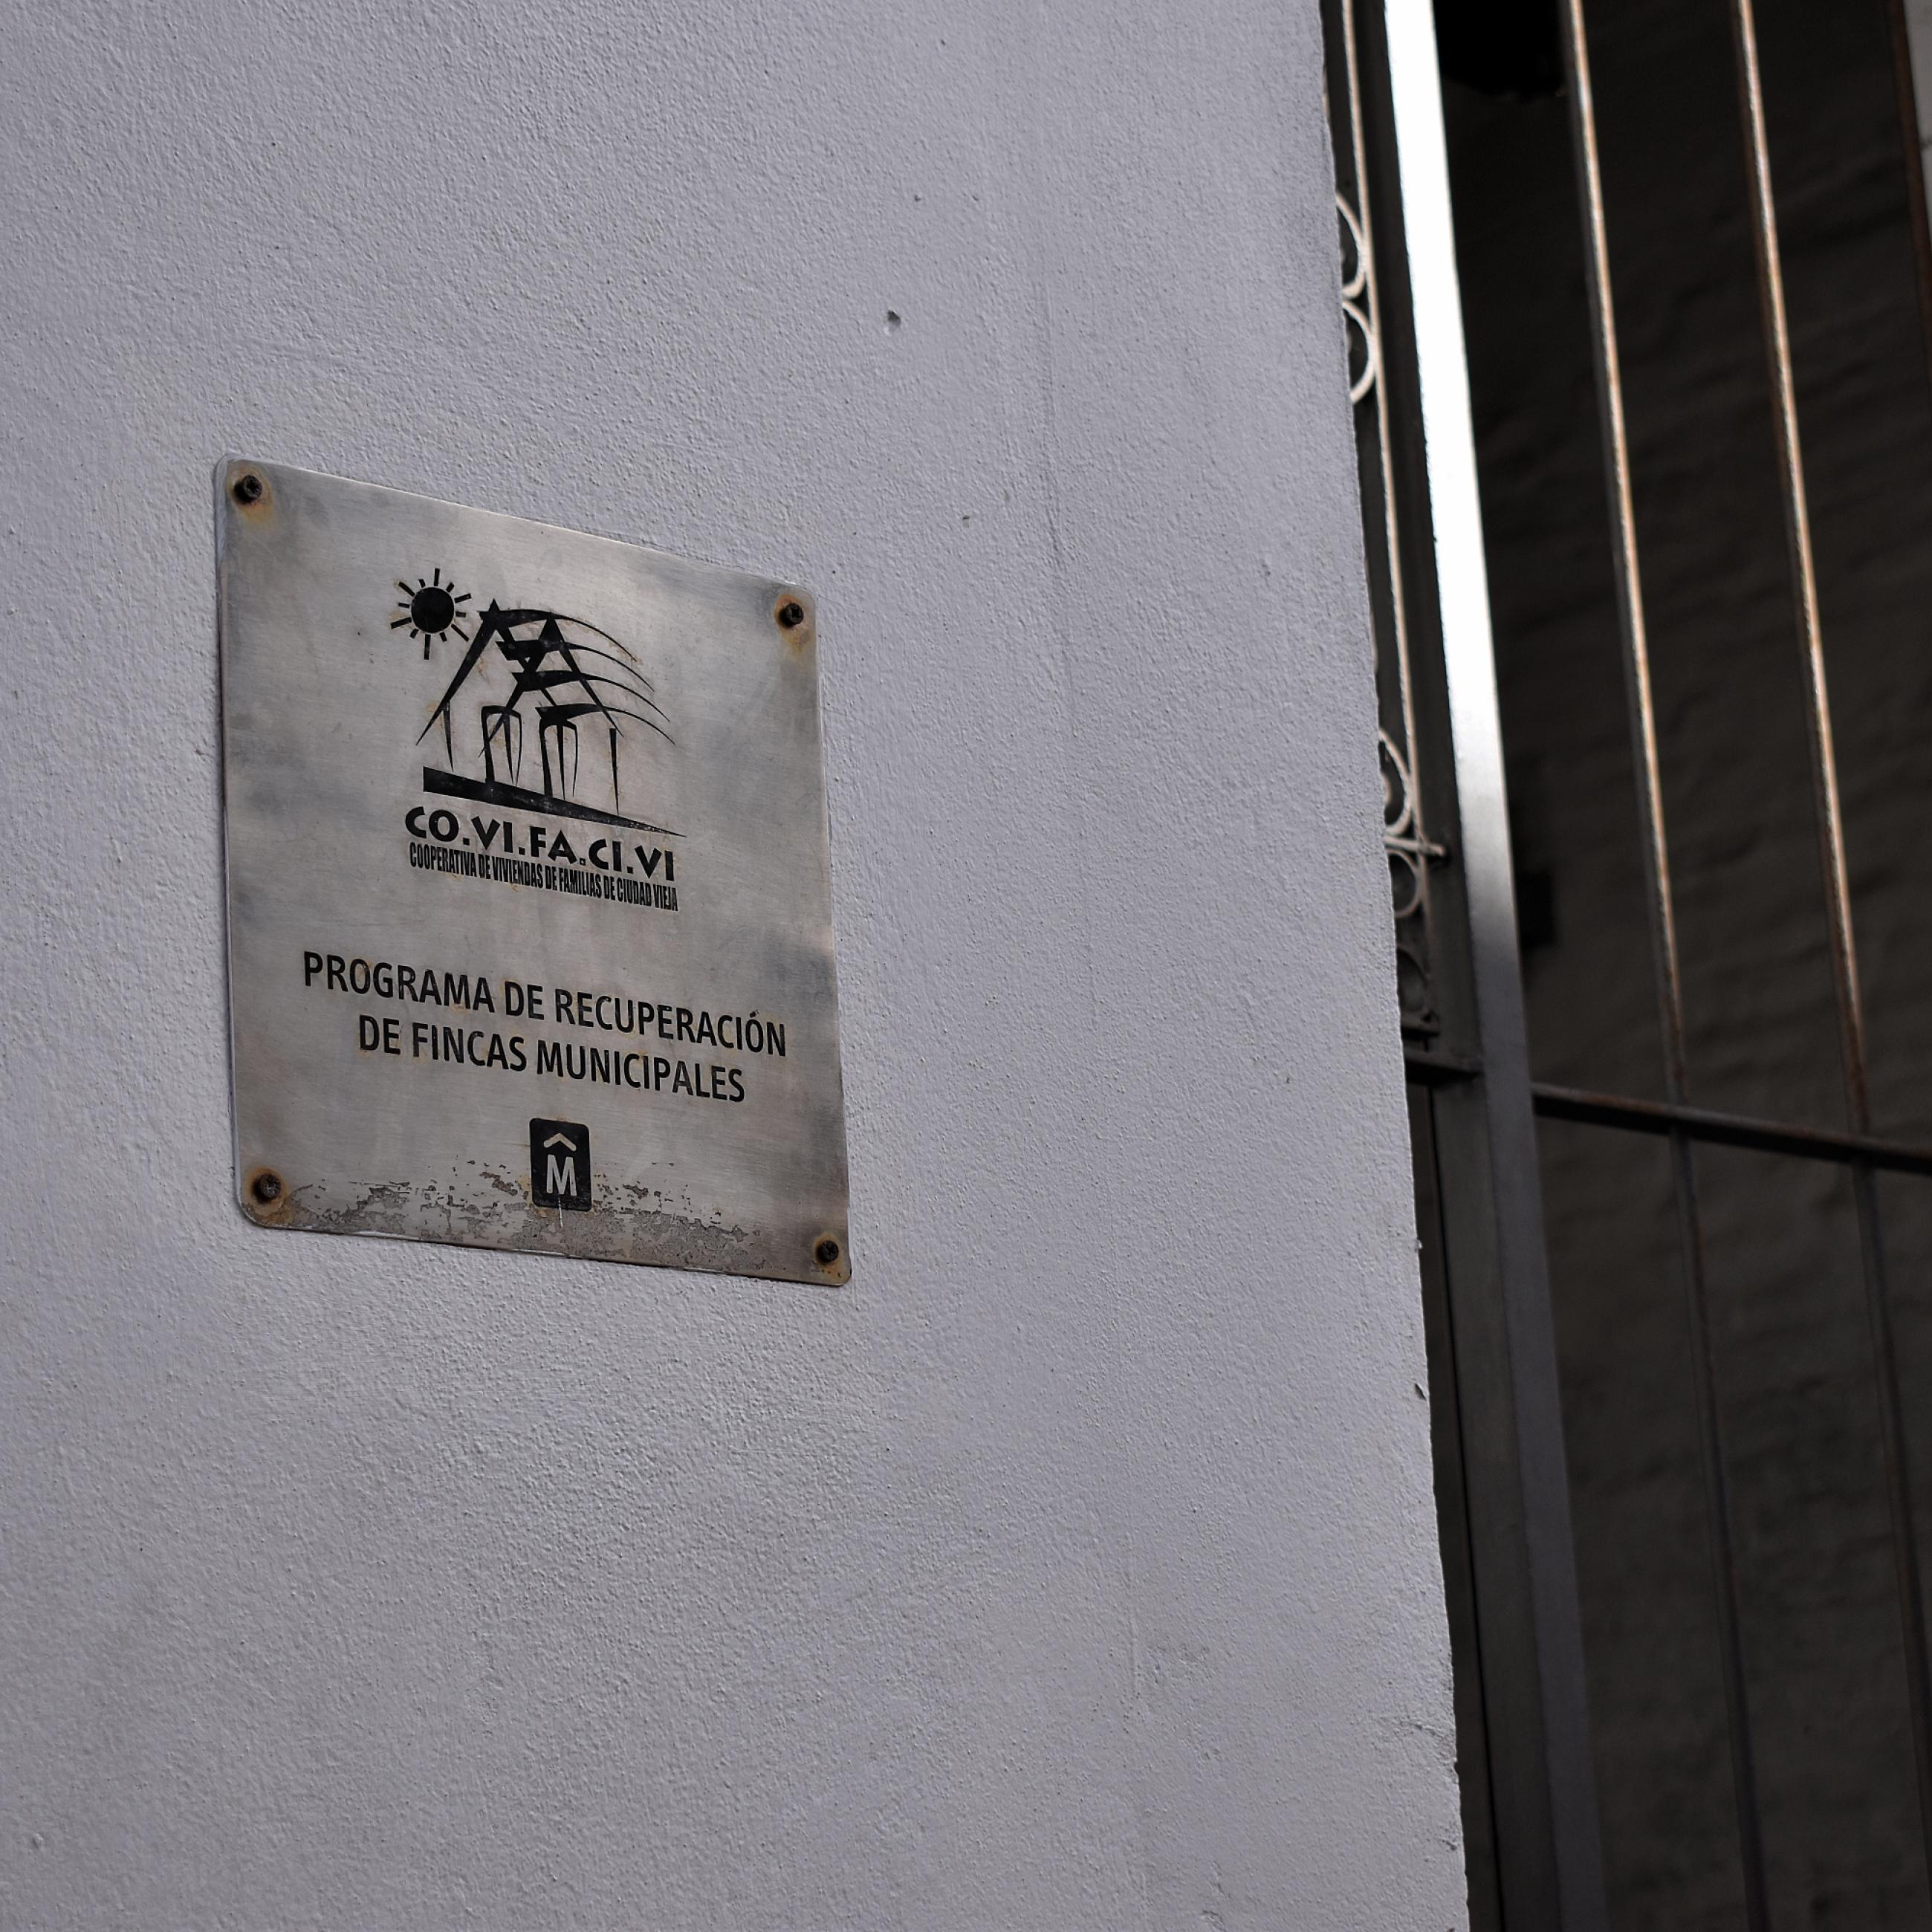 CO.VI.FA.CI.VI
COOPERATIVA DE VIVIENDAS DE FAMILIAS DE CIUDAD VIEJA
PROGRAMA DE RECUPERACIÓN
DE FINCAS MUNICIPALES
M